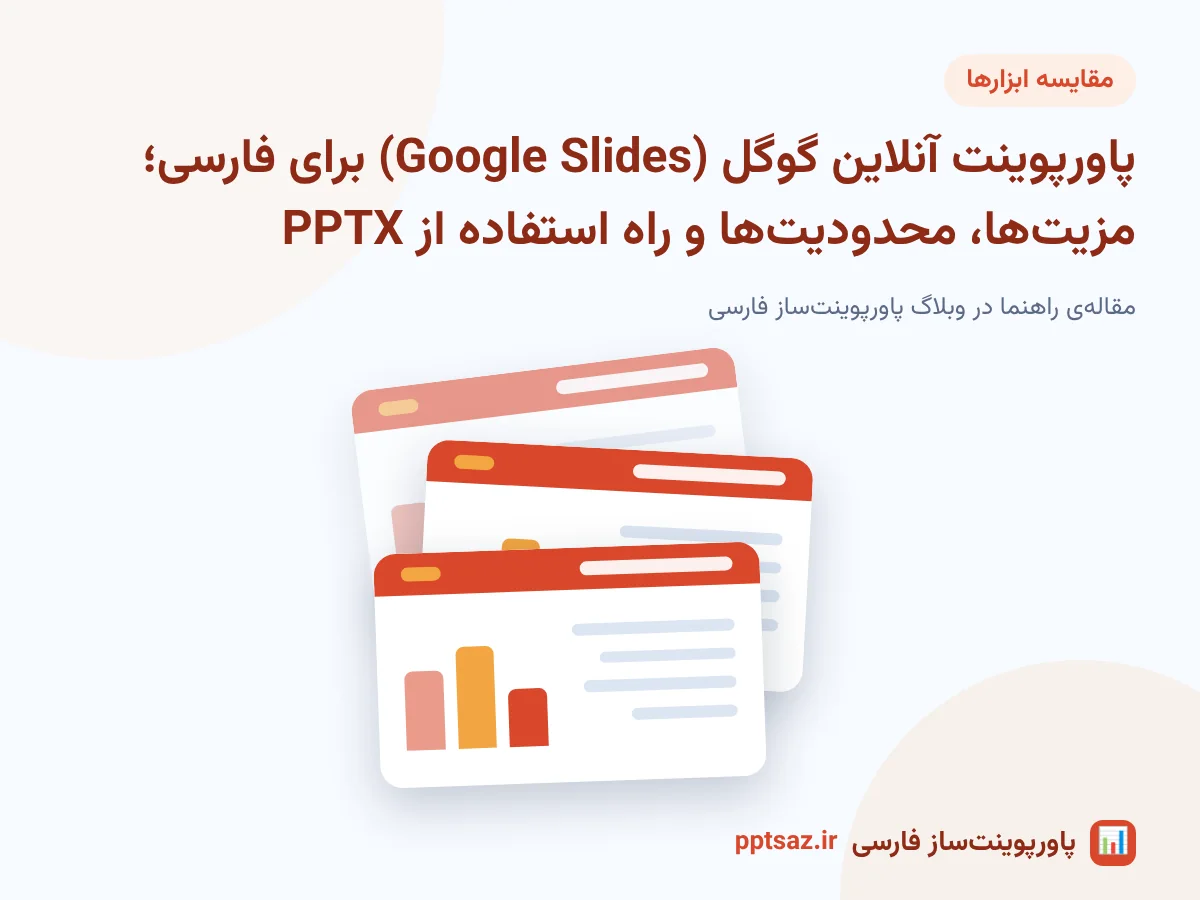 مقایسه ابزارها
پاورپوینت آنلاین گوگل (Google Slides) برای فارسی؛
مزیت‌ها، محدودیت‌ها و راه استفاده از PPTX
مقاله‌ی راهنما در وبلاگ پاورپوینت‌ساز فارسی
پاورپوینت‌ساز فارسی pptsaz.ir